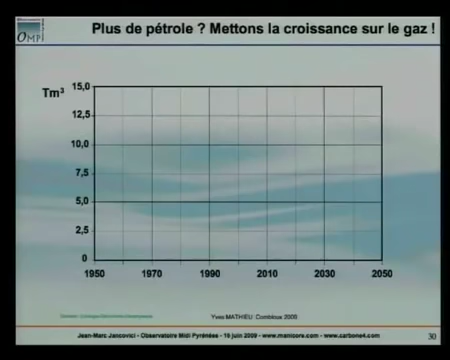 OMP
Plus de pétrole ? Mettons la croissance sur le gaz !
Tm³
15,0
12,5
10,0
7,5
5,0
2,5
0
1950 1970 1990 2010 2030 2050
Yves MATHIEU: Combloux 2009
Jean-Marc Jancovici - Observatoire Midi Pyrénées - 19 juin 2009 - www.manicore.com - www.carbone4.com
30